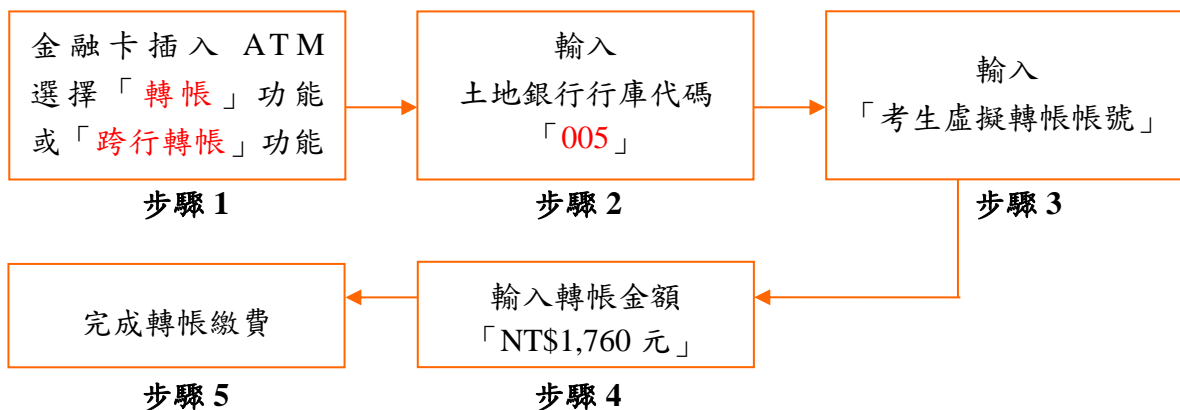 金融卡插入 ATM
選擇「轉帳」功能
或「跨行轉帳」功能
步驟 1
輸入
土地銀行行庫代碼
「005」
步驟 2
輸入
「考生虛擬轉帳帳號」
步驟 3
輸入轉帳金額
「NT$1,760 元」
步驟 4
完成轉帳繳費
步驟 5